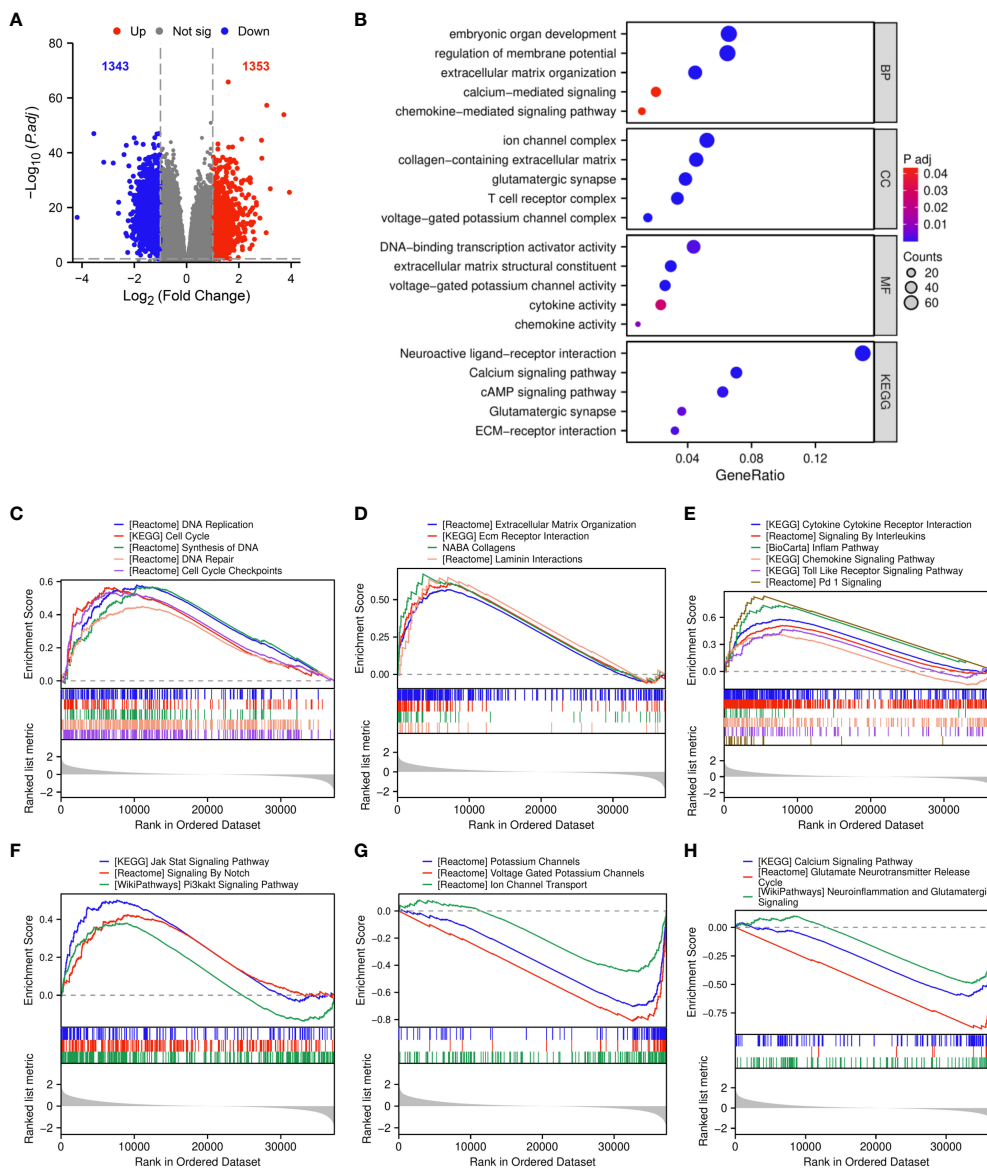 A
Up Not sig Down
1343 1353
80
60
40
20
0
−Log10 (P.adj)
−4 −2 0 2 4
Log2 (Fold Change)
B
embryonic organ development
regulation of membrane potential
extracellular matrix organization
calcium−mediated signaling
chemokine−mediated signaling pathway
BP
ion channel complex
collagen−containing extracellular matrix
glutamatergic synapse
T cell receptor complex
voltage−gated potassium channel complex
CC
DNA−binding transcription activator activity
extracellular matrix structural constituent
voltage−gated potassium channel activity
cytokine activity
chemokine activity
MF
Neuroactive ligand−receptor interaction
Calcium signaling pathway
cAMP signaling pathway
Glutamatergic synapse
ECM−receptor interaction
KEGG
0.04 0.08 0.12
GeneRatio
P adj
0.04
0.02
0.01
Counts
20
40
60
C
[Reactome] DNA Replication
[KEGG] Cell Cycle
[Reactome] Synthesis of DNA
[Reactome] DNA Repair
[Reactome] Cell Cycle Checkpoints
Enrichment Score
0.6
0.4
0.2
0.0
Ranked list metric
2
0
−2
0 10000 20000 30000
Rank in Ordered Dataset
D
[Reactome] Extracellular Matrix Organization
[KEGG] Ecm Receptor Interaction
NABA Collagens
[Reactome] Laminin Interactions
Enrichment Score
0.50
0.25
0.00
Ranked list metric
2
0
−2
0 10000 20000 30000
Rank in Ordered Dataset
E
[KEGG] Cytokine Cytokine Receptor Interaction
[Reactome] Signaling By Interleukins
[BioCarta] Inflam Pathway
[KEGG] Chemokine Signaling Pathway
[KEGG] Toll Like Receptor Signaling Pathway
[Reactome] Pd 1 Signaling
Enrichment Score
0.9
0.6
0.3
0.0
Ranked list metric
2
0
−2
0 10000 20000 30000
Rank in Ordered Dataset
F
[KEGG] Jak Stat Signaling Pathway
[Reactome] Signaling By Notch
[WikiPathways] Pi3kakt Signaling Pathway
Enrichment Score
0.4
0.2
0.0
Ranked list metric
2
0
−2
0 10000 20000 30000
Rank in Ordered Dataset
G
[Reactome] Potassium Channels
[Reactome] Voltage Gated Potassium Channels
[Reactome] Ion Channel Transport
Enrichment Score
0.0
−0.2
−0.4
−0.6
−0.8
Ranked list metric
2
0
−2
0 10000 20000 30000
Rank in Ordered Dataset
H
[KEGG] Calcium Signaling Pathway
[Reactome] Glutamate Neurotransmitter Release
Cycle
[WikiPathways] Neuroinflammation and Glutamatergi
Signaling
Enrichment Score
0.00
−0.25
−0.50
−0.75
Ranked list metric
2
0
−2
0 10000 20000 30000
Rank in Ordered Dataset